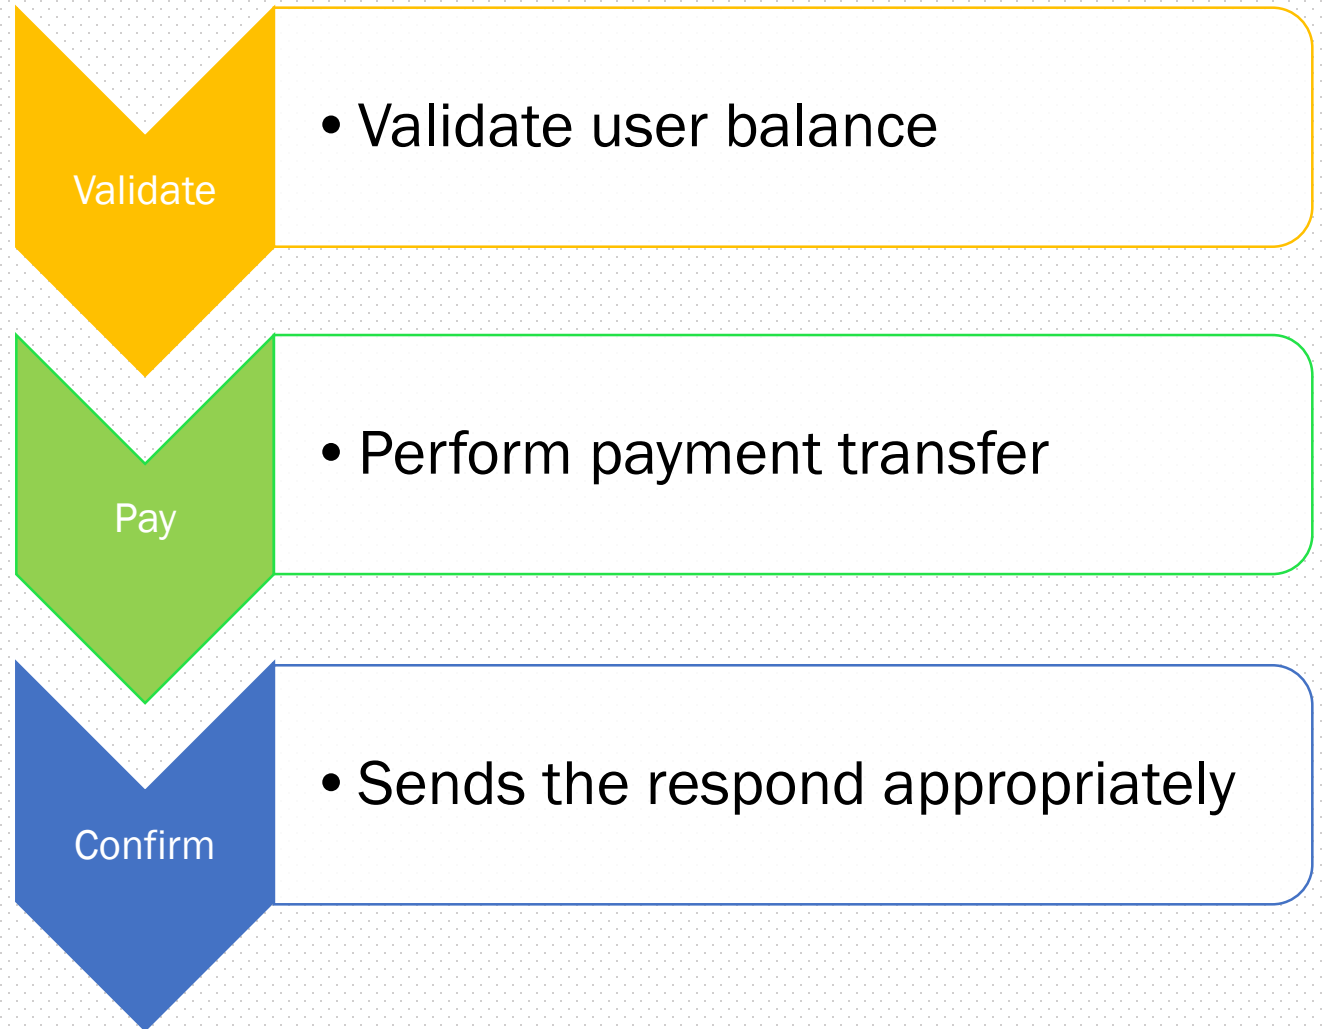 Validate
• Validate user balance
Pay
• Perform payment transfer
Confirm
• Sends the respond appropriately